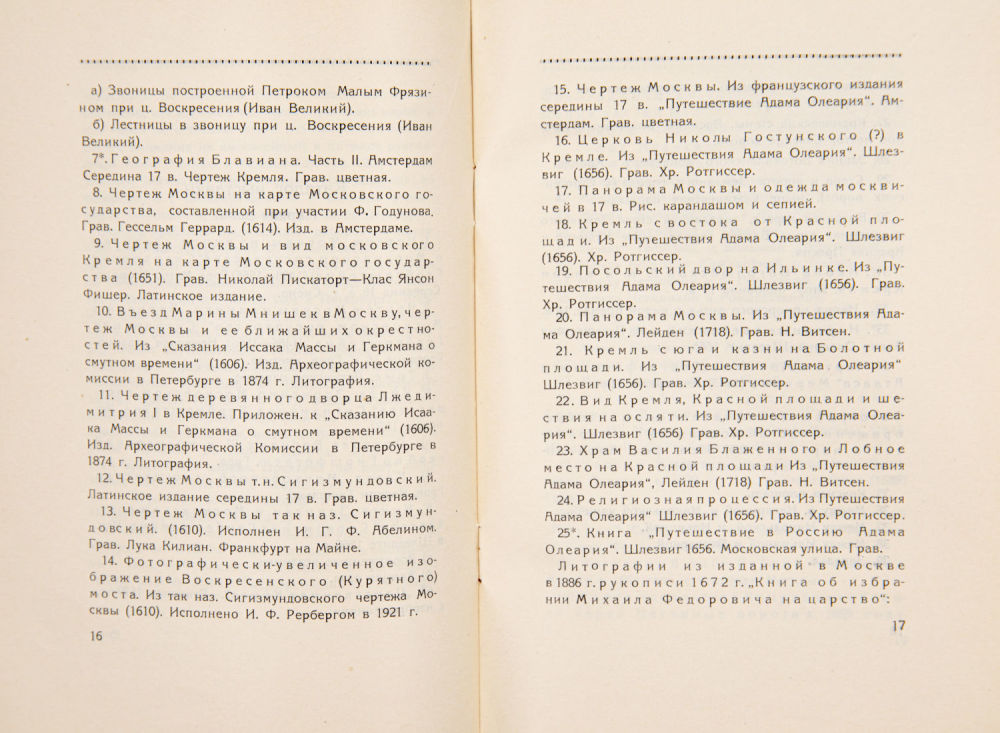 а) Звоницы построенной Петроком Малым Фрязи-
ном при ц. Воскресения (Иван Великий).
б) Лестницы в звоницу при ц. Воскресения (Иван
Великий).
7*. География Блавиана. Часть II. Амстердам
Середина 17 в. Чертеж Кремля. Грав. цветная.
8. Чертеж Москвы на карте Московского го-
сударства, составленной при участии Ф. Годунова.
Грав. Гессель Геррард. (1614). Изд. в Амстердаме.
9. Чертеж Москвы и вид московского
Кремля на карте Московского государ-
ства (1651). Грав. Николай Пискаторт—Клас Янсон
Фишер. Латинское издание.
10. Въезд Марины Мнишек в Москву, чер-
теж Москвы и ее ближайших окрестно-
стей. Из „Сказания Иссака Массы и Геркмана о
смутном времени“ (1606). Изд. Археографической ко-
миссии в Петербурге в 1874 г. Литография.
11. Чертеж деревянного дворца Лжеди-
митрия I в Кремле. Приложен. к „Сказанию Исаа-
ка Массы и Геркмана о смутном времени“ (1606).
Изд. Археографической Комиссии в Петербурге в
1874 г. Литография.
12. Чертеж Москвы т.н. Сигизмундовский.
Латинское издание середины 17 в. Грав. цветная.
13. Чертеж Москвы так наз. Сигизмун-
довский. (1610). Исполнен И. Г. Ф. Абелином.
Грав. Лука Килиан. Франкфурт на Майне.
14. Фотографически-увеличенное изо-
бражение Воскресенского (Курятного)
моста. Из так наз. Сигизмундовского чертежа Мо-
сквы (1610). Исполнено И. Ф. Рербергом в 1921 г.
16
15. Чертеж Москвы. Из французского издания
середины 17 в. „Путешествие Адама Олеария“. Ам-
стердам. Грав. цветная.
16. Церковь Николы Гостунского (?) в
Кремле. Из „Путешествия Адама Олеария“. Шлез-
виг (1656). Грав. Хр. Ротгиссер.
17. Панорама Москвы и одежда москви-
чей в 17 в. Рис. карандашом и сепией.
18. Кремль с востока от Красной пло-
щади. Из „Путешествия Адама Олеария“. Шлезвиг
(1656). Хр. Ротгиссер.
19. Посольский двор на Ильинке. Из „Пу-
тешествия Адама Олеария“. Шлезвиг (1656). Грав.
Хр. Ротгиссер.
20. Панорама Москвы. Из „Путешествия Ада-
ма Олеария“. Лейден (1718). Грав. Н. Витсен.
21. Кремль с юга и казни на Болотной
площади. Из „Путешествия Адама Олеария“
Шлезвиг (1656). Грав. Хр. Ротгиссер.
22. Вид Кремля, Красной площади и ше-
ствия на осляти. Из „Путешествия Адама Олеа-
рия“. Шлезвиг (1656) Грав. Хр. Ротгиссер.
23. Храм Василия Блаженного и Лобное
место на Красной площади Из „Путешествия
Адама Олеария“, Лейден (1718) Грав. Н. Витсен.
24. Религиозная процессия. Из Путешествия
Адама Олеария“ Шлезвиг (1656). Грав. Хр. Ротгиссер.
25*. Книга „Путешествие в Россию Адама
Олеария“. Шлезвиг 1656. Московская улица. Грав.
Литографии из изданной в Москве
в 1886 г. рукописи 1672 г. „Книга об избра-
нии Михаила Федоровича на царство“:
17